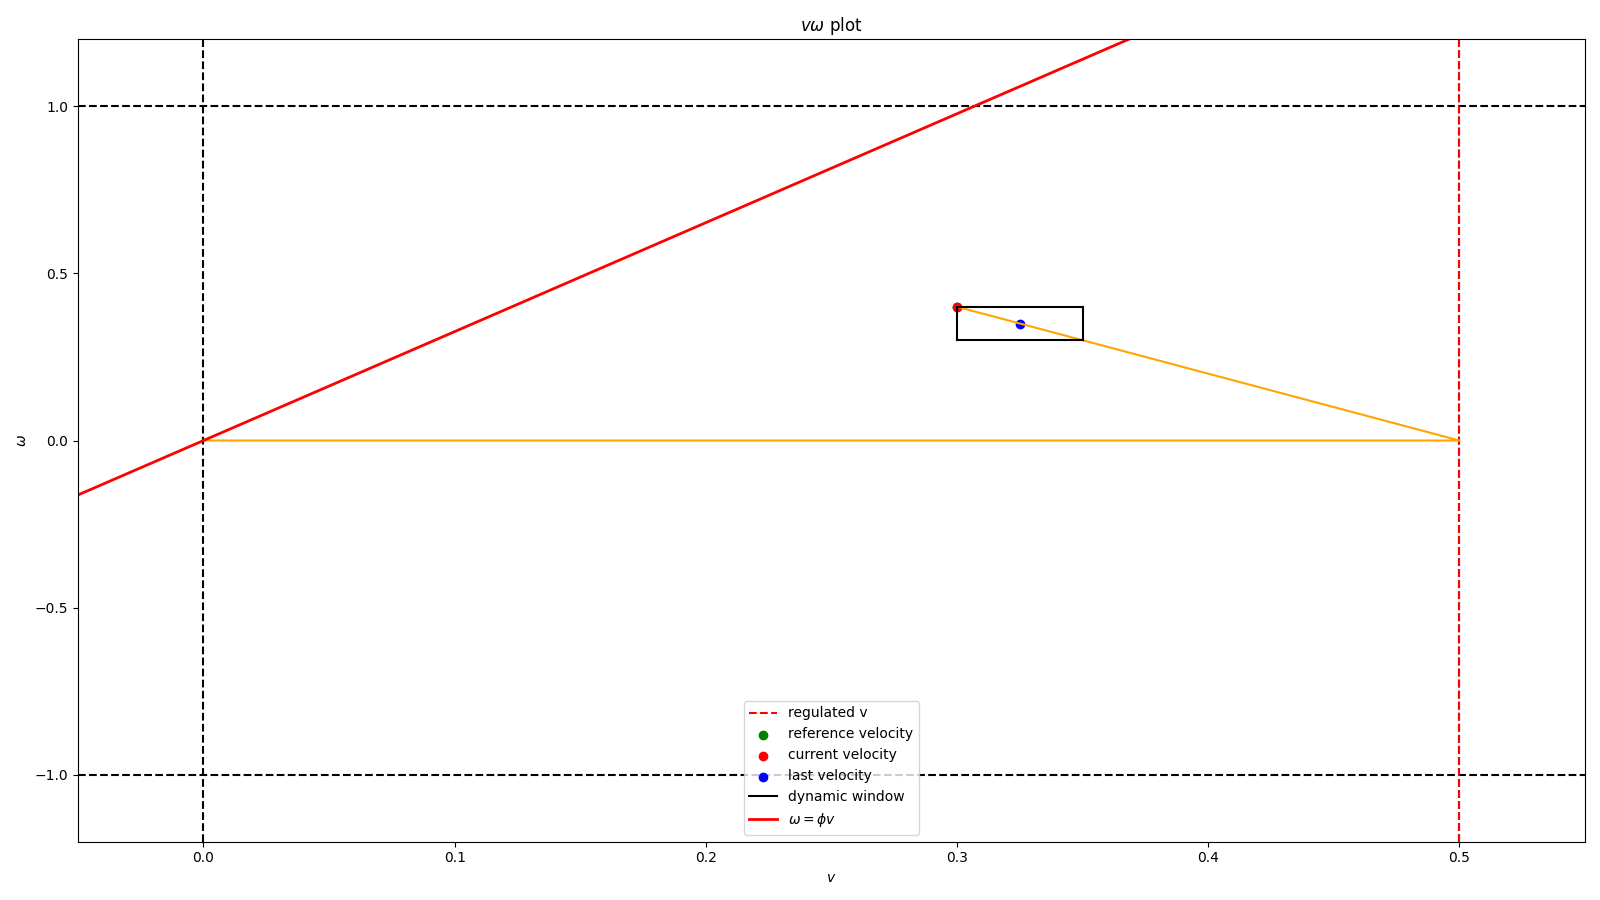 vω plot
1.0
0.5
0.0
−0.5
−1.0
ω
regulated v
reference velocity
current velocity
last velocity
dynamic window
ω = ϕv
0.0 0.1 0.2 0.3 0.4 0.5
v